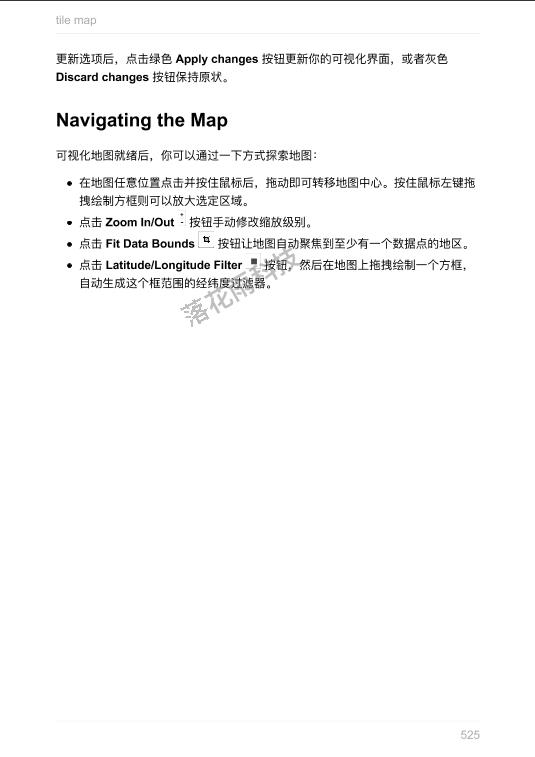 tile map
更新选项后，点击绿色 Apply changes 按钮更新你的可视化界面，或者灰色
Discard changes 按钮保持原状。
Navigating the Map
可视化地图就绪后，你可以通过一下方式探索地图：
● 在地图任意位置点击并按住鼠标后，拖动即可转移地图中心。按住鼠标左键拖
拽绘制方框则可以放大选定区域。
● 点击 Zoom In/Out 按钮手动修改缩放级别。
● 点击 Fit Data Bounds 按钮让地图自动聚焦到至少有一个数据点的地区。
● 点击 Latitude/Longitude Filter 按钮，然后在地图上拖拽绘制一个方框，
自动生成这个框范围的经纬度过滤器。
落花雨科技
525